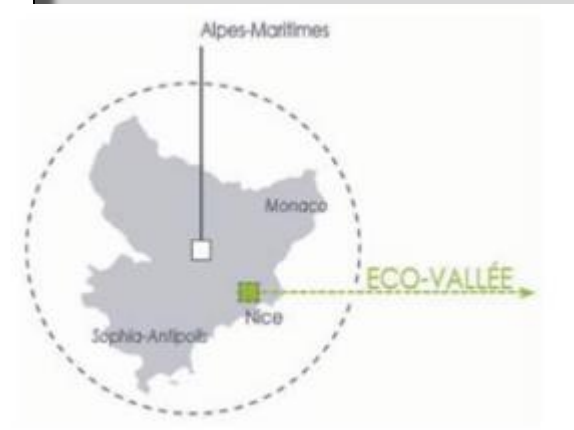 Alpes-Maritimes
Monaco
ECO-VALLÉE
Nice
Sophia-Antipolis